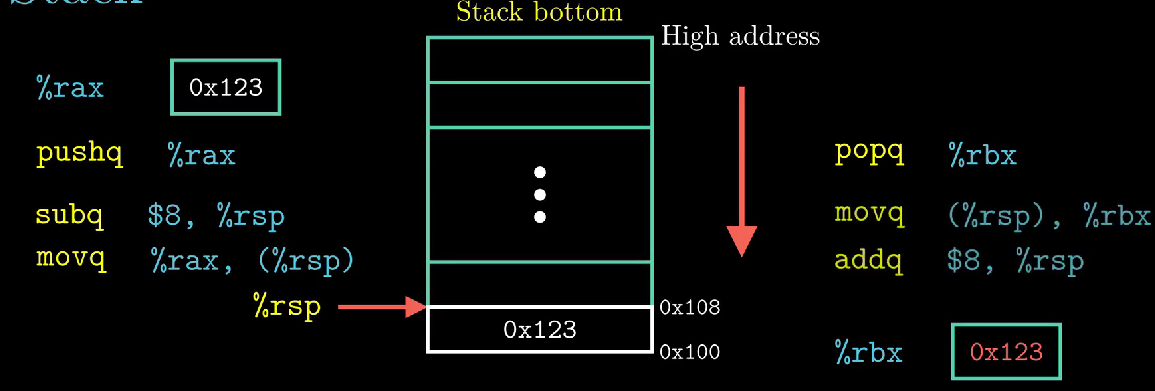 Stack
Stack bottom
High address
%rax 0x123
pushq %rax
subq $8, %rsp
movq %rax, (%rsp)
%rsp
0x123
0x108
0x100
popq %rbx
movq (%rsp), %rbx
addq $8, %rsp
%rbx 0x123